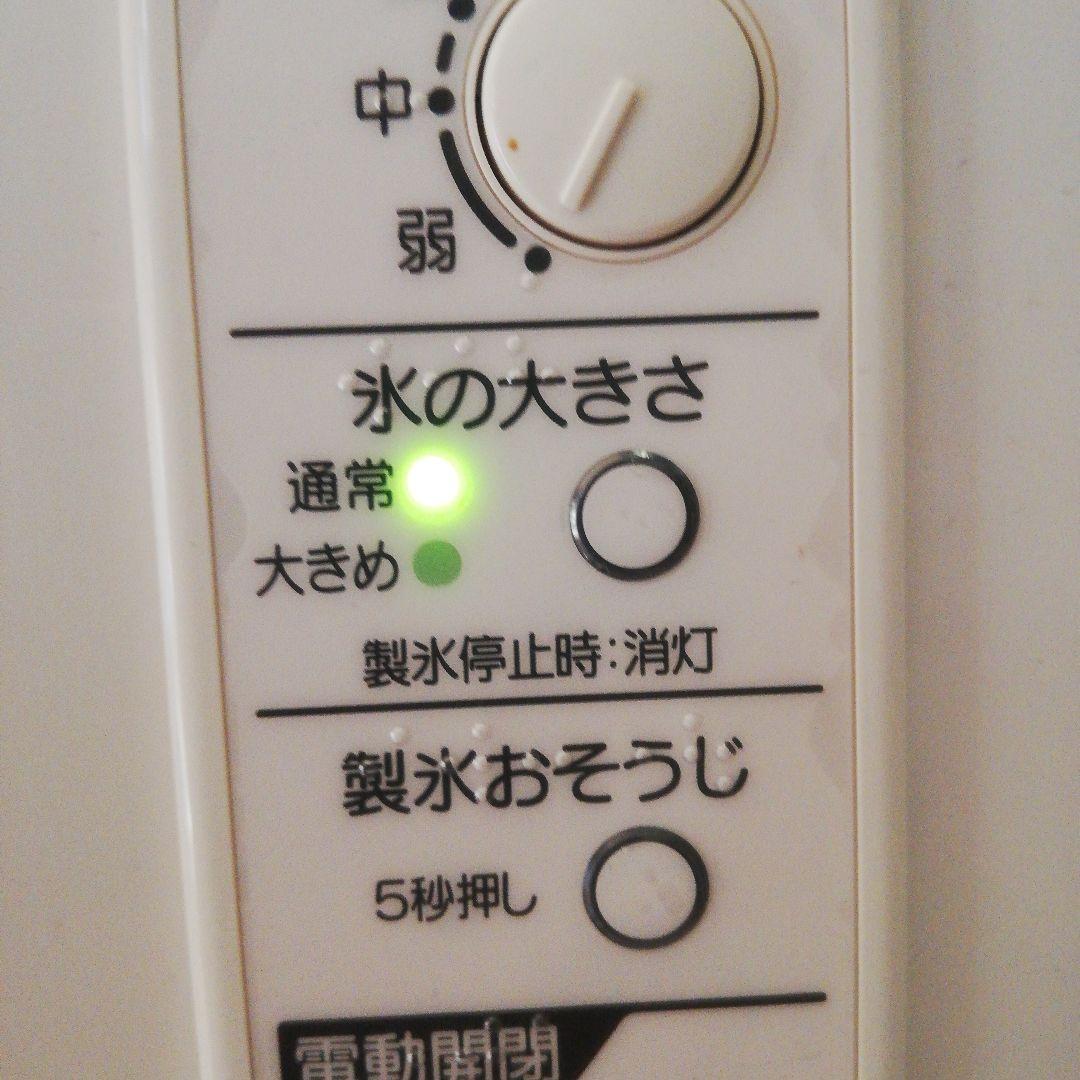 中
弱
氷の大きさ
通常
大きめ
製氷停止時:消灯
製氷おそうじ
5秒押し
電動開閉